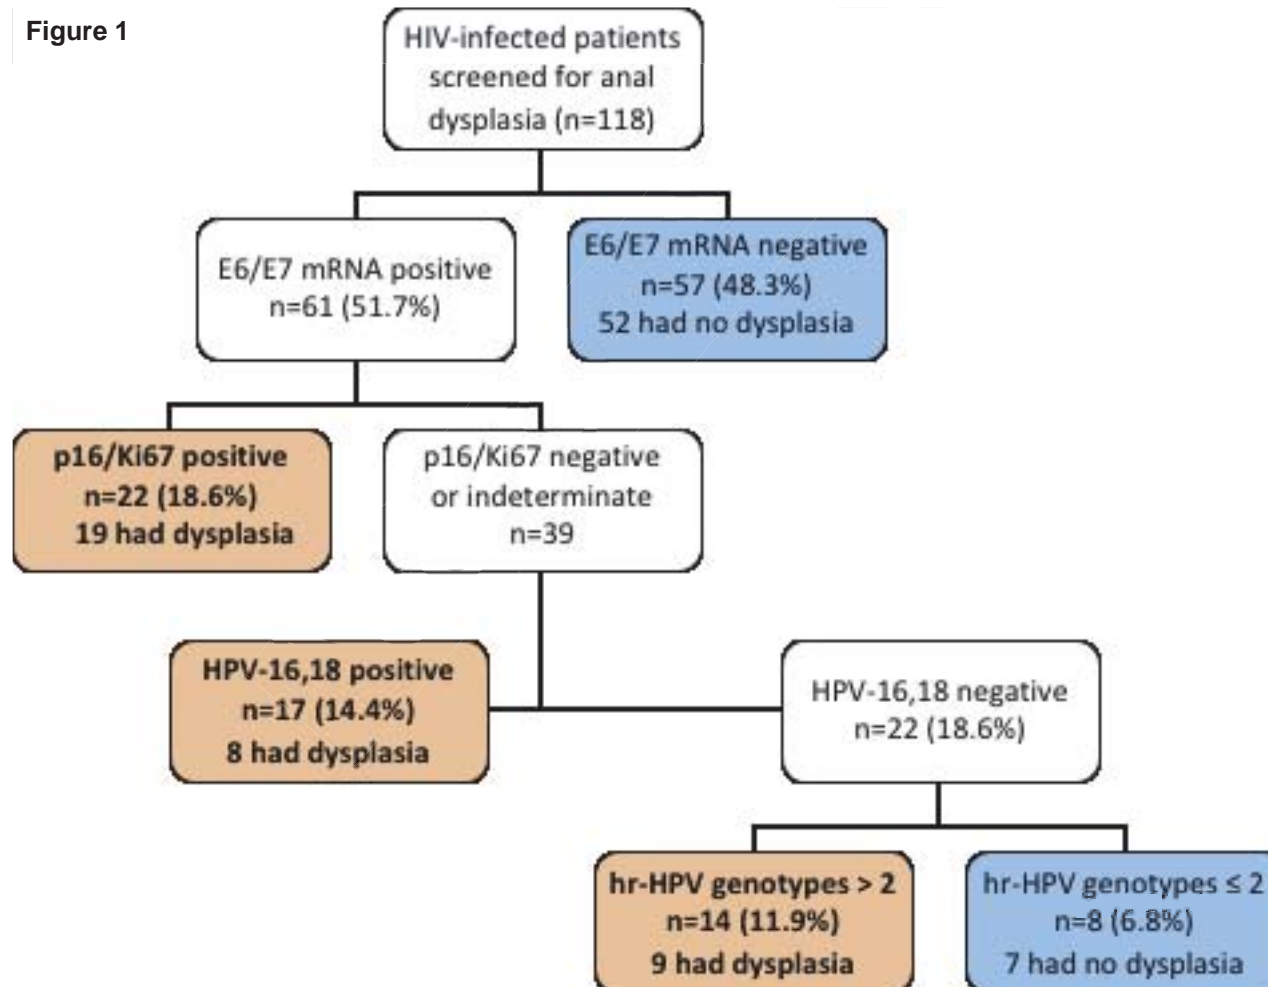 Figure 1
HIV-infected patients
screened for anal
dysplasia (n=118)
E6/E7 mRNA positive
n=61 (51.7%)
E6/E7 mRNA negative
n=57 (48.3%)
52 had no dysplasia
p16/Ki67 positive
n=22 (18.6%)
19 had dysplasia
p16/Ki67 negative
or indeterminate
n=39
HPV-16,18 positive
n=17 (14.4%)
8 had dysplasia
HPV-16,18 negative
n=22 (18.6%)
hr-HPV genotypes > 2
n=14 (11.9%)
9 had dysplasia
hr-HPV genotypes ≤ 2
n=8 (6.8%)
7 had no dysplasia